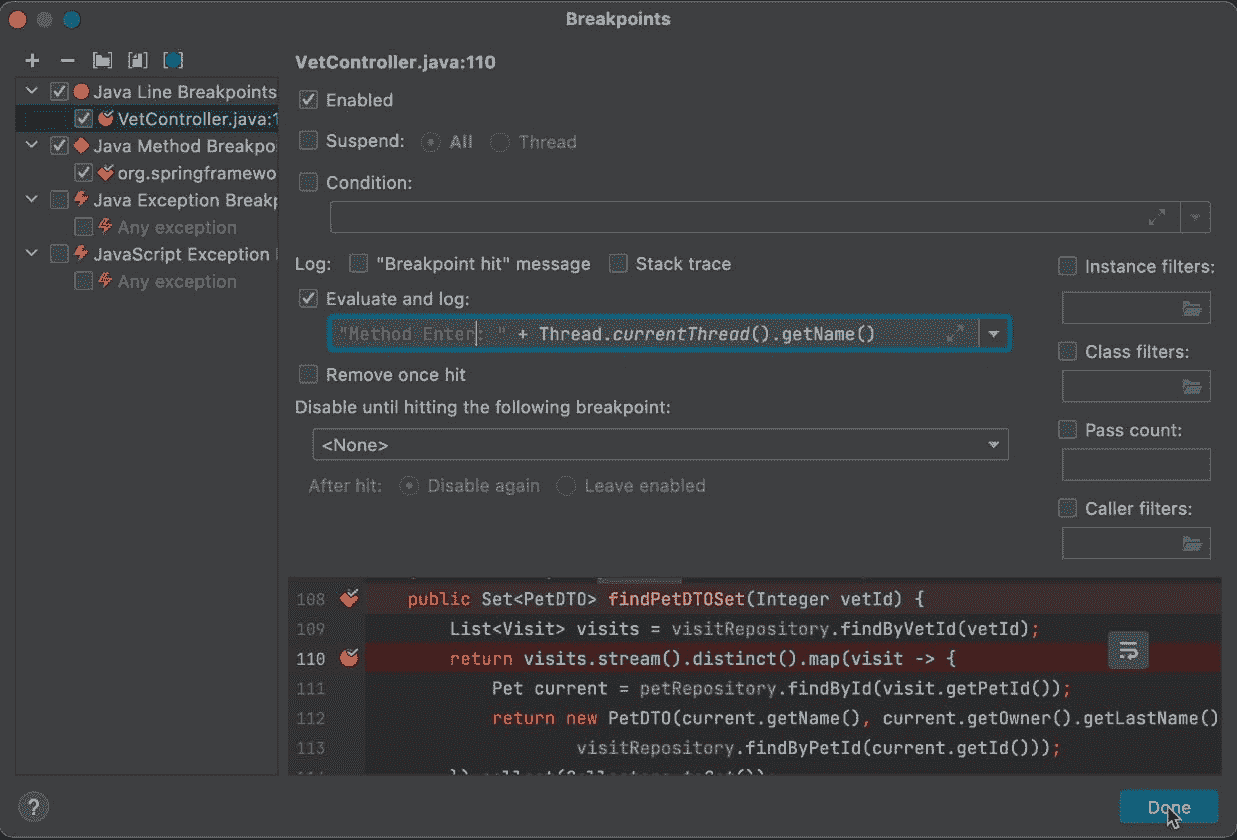 Breakpoints
VetController.java:110
Java Line Breakpoints
VetController.java:1
Java Method Breakpo
org.springframewo
Java Exception Breakp
Any exception
JavaScript Exception
Any exception
Enabled
Suspend: All Thread
Condition:
Log: "Breakpoint hit" message Stack trace
Evaluate and log:
"Method Enter: " + Thread.currentThread().getName()
Remove once hit
Disable until hitting the following breakpoint:
<None>
After hit: Disable again Leave enabled
Instance filters:
Class filters:
Pass count:
Caller filters:
108 public Set<PetDTO> findPetDTOSet(Integer vetId) {
109 List<Visit> visits = visitRepository.findByVetId(vetId);
110 return visits.stream().distinct().map(visit -> {
111 Pet current = petRepository.findById(visit.getPetId());
112 return new PetDTO(current.getName(), current.getOwner().getLastName()
113 visitRepository.findByPetId(current.getId()));
?
Done